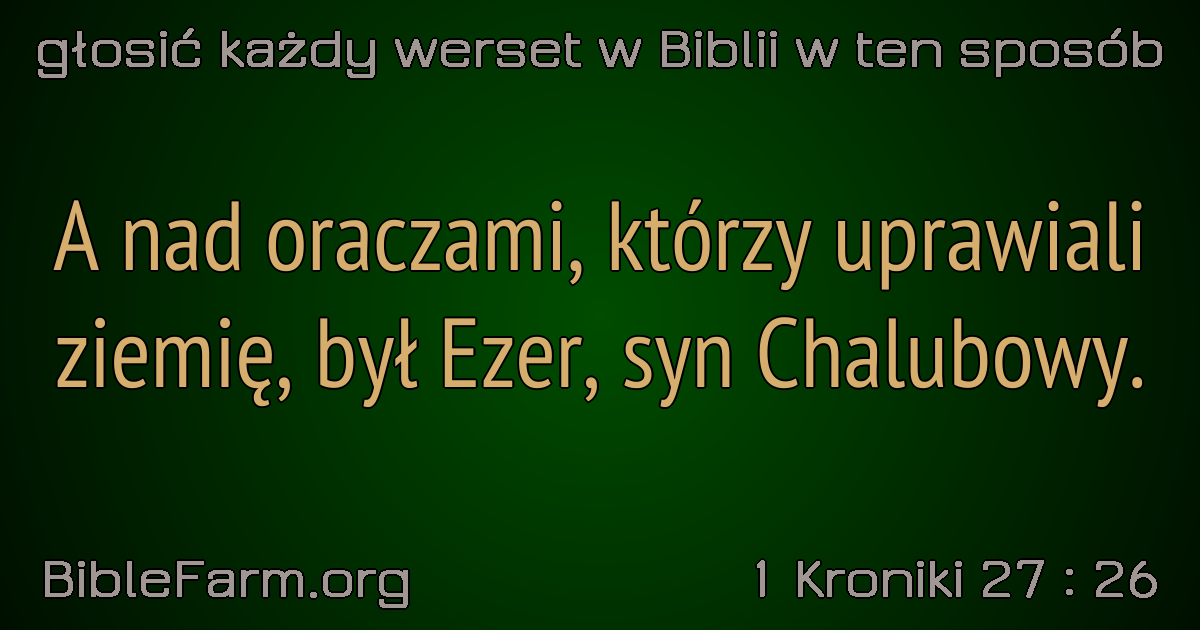 głosić każdy werset w Biblii w ten sposób
A nad oraczami, którzy uprawiali
ziemię, był Ezer, syn Chalubowy.
BibleFarm.org
1 Kroniki 27 : 26